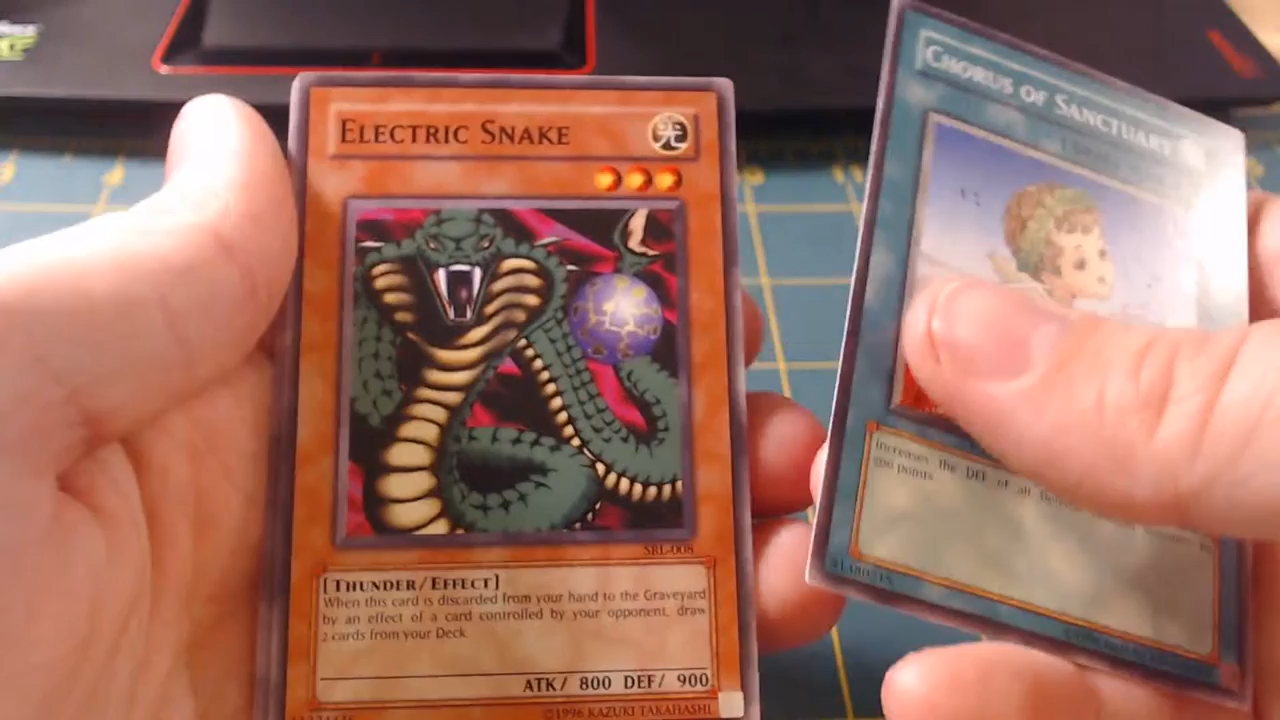 ELECTRIC SNAKE
光
SRL-008
[THUNDER/EFFECT]
When this card is discarded from your hand to the Graveyard
by an effect of a card controlled by your opponent, draw
2 cards from your Deck.
ATK/ 800 DEF/ 900
©1996 KAZUKI TAKAHASHI
CHORUS OF SANCTUARY
Increases the DEF of all
500 points